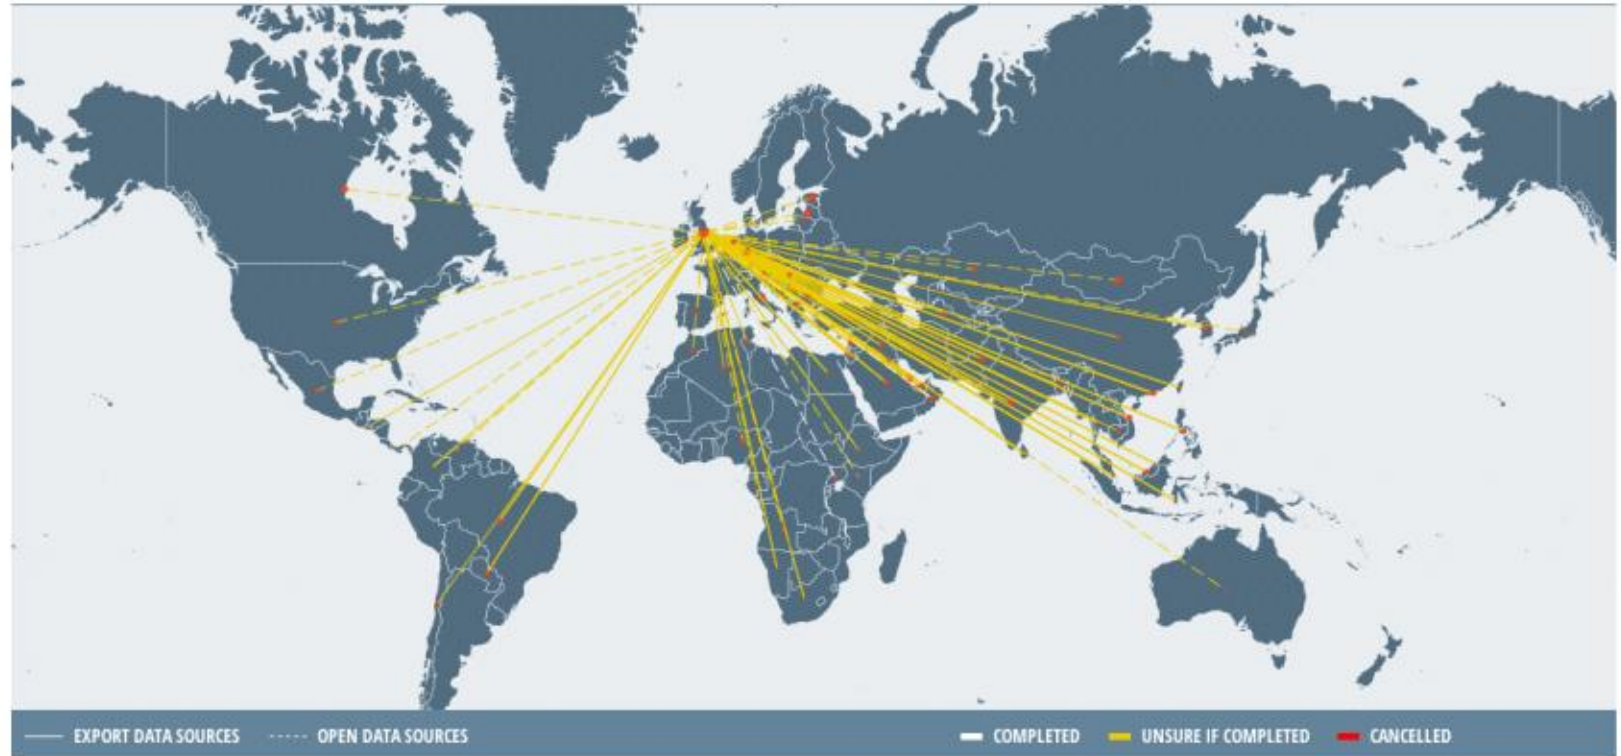 EXPORT DATA SOURCES
OPEN DATA SOURCES
COMPLETED
UNSURE IF COMPLETED
CANCELLED